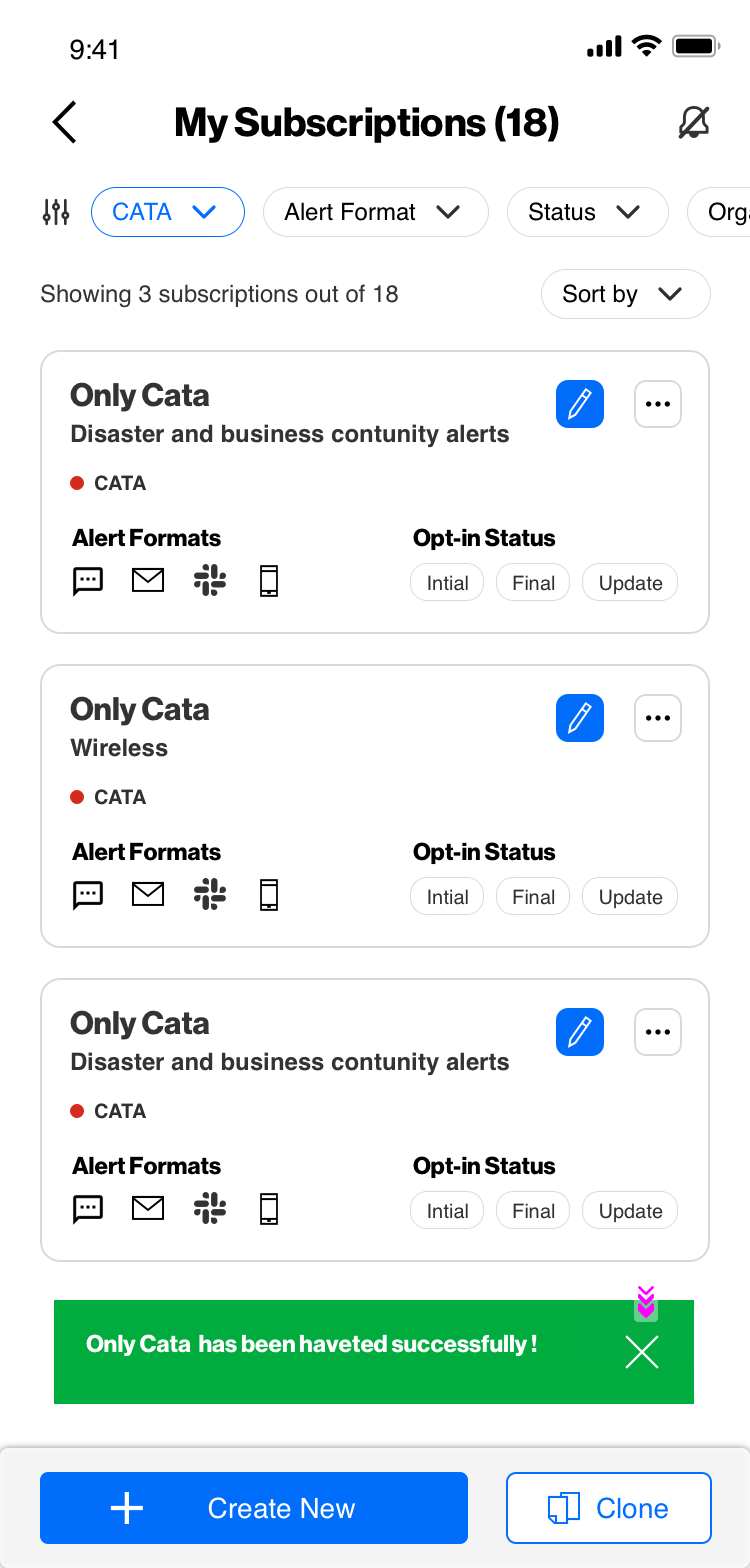 9:41
My Subscriptions (18)
CATA
Alert Format
Status
Orga
Showing 3 subscriptions out of 18
Sort by
Only Cata
Disaster and business contunity alerts
CATA
Alert Formats
Opt-in Status
Intial
Final
Update
Only Cata
Wireless
CATA
Alert Formats
Opt-in Status
Intial
Final
Update
Only Cata
Disaster and business contunity alerts
CATA
Alert Formats
Opt-in Status
Intial
Final
Update
Only Cata has been haveted successfully !
Create New
Clone